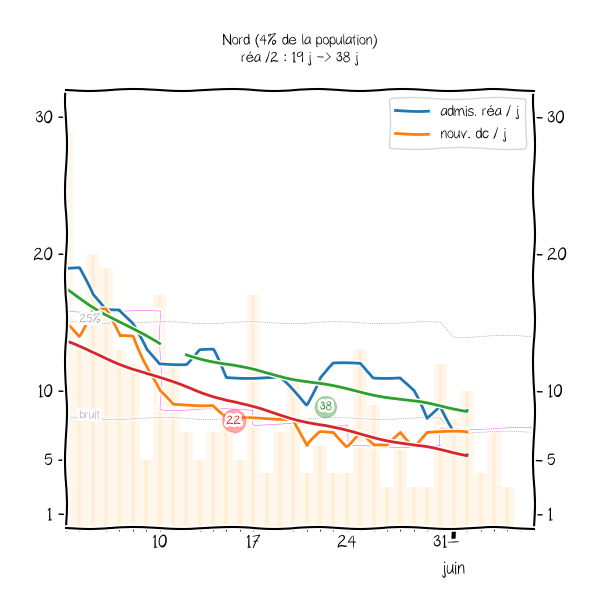 Nord (4% de la population)
réa /2 : 19 j -> 38 j
admis. réa / j
nouv. dc / j
30
30
20
20
25%
10
10
bruit
38
22
5
5
1
1
10
17
24
31
juin